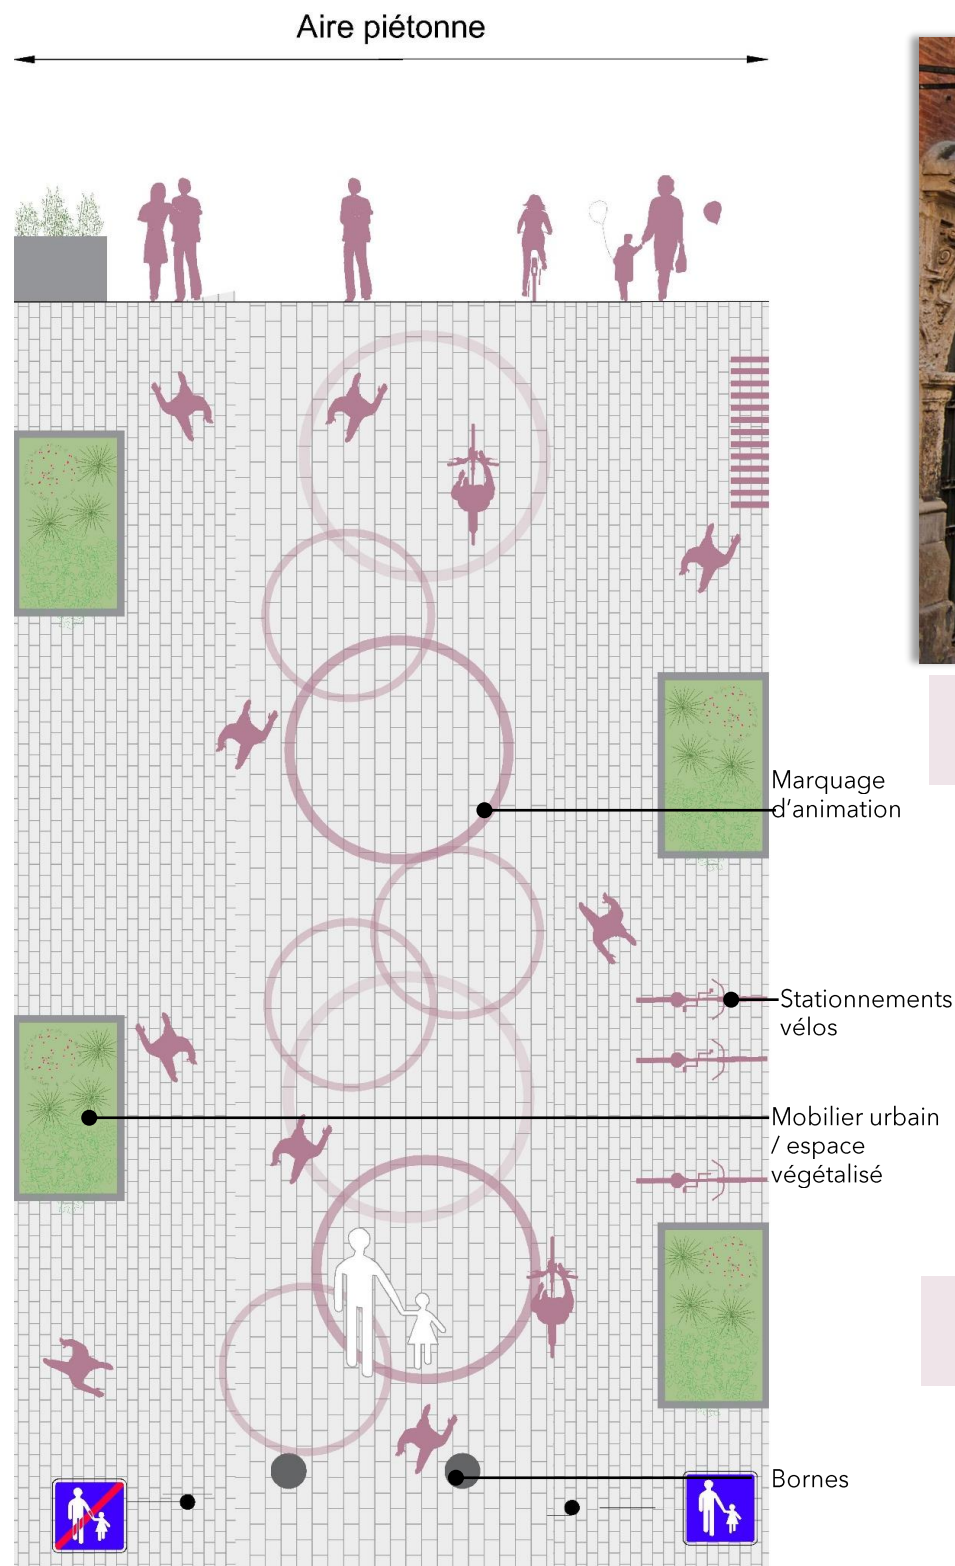 Aire piétonne
Marquage
d'animation
Stationnements
vélos
Mobilier urbain
/ espace
végétalisé
Bornes